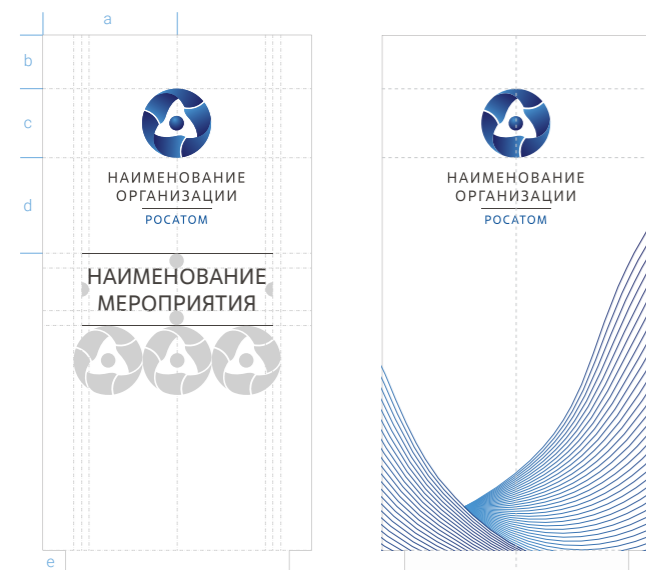 a
b
c
НАИМЕНОВАНИЕ
ОРГАНИЗАЦИИ
РОСАТОМ
d
НАИМЕНОВАНИЕ
МЕРОПРИЯТИЯ
e
НАИМЕНОВАНИЕ
ОРГАНИЗАЦИИ
РОСАТОМ